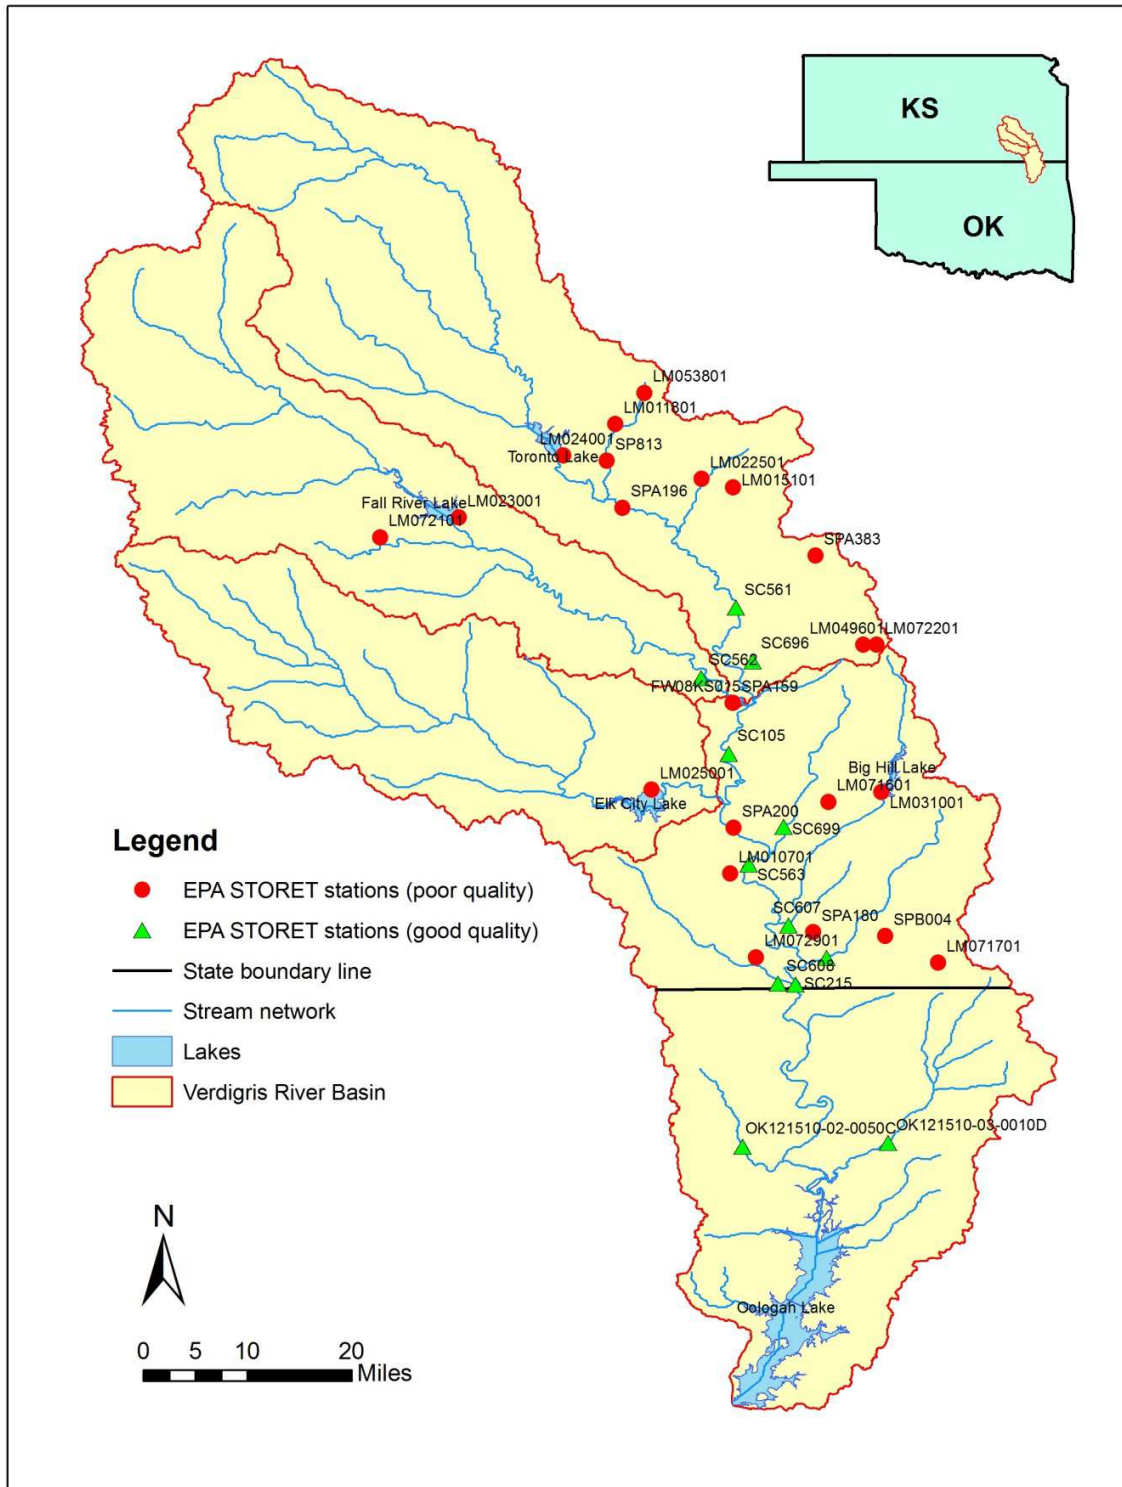 KS
OK
LM053801
LM011801
LM024001
SP813
Toronto Lake
LM022501
LM015101
SPA196
Fall River Lake
LM023001
LM072101
SPA383
SC561
LM049601
LM072201
SC696
SC562
FW08KS015
SPA159
SC105
Big Hill Lake
LM025001
LM071601
LM031001
Elk City Lake
SPA200
SC699
LM010701
SC563
SC607
SPA180
SPB004
LM072901
LM071701
SC608
SC215
Legend
EPA STORET stations (poor quality)
EPA STORET stations (good quality)
State boundary line
Stream network
Lakes
Verdigris River Basin
OK121510-02-0050C
OK121510-03-0010D
N
Oologan Lake
0 5 10 20
Miles